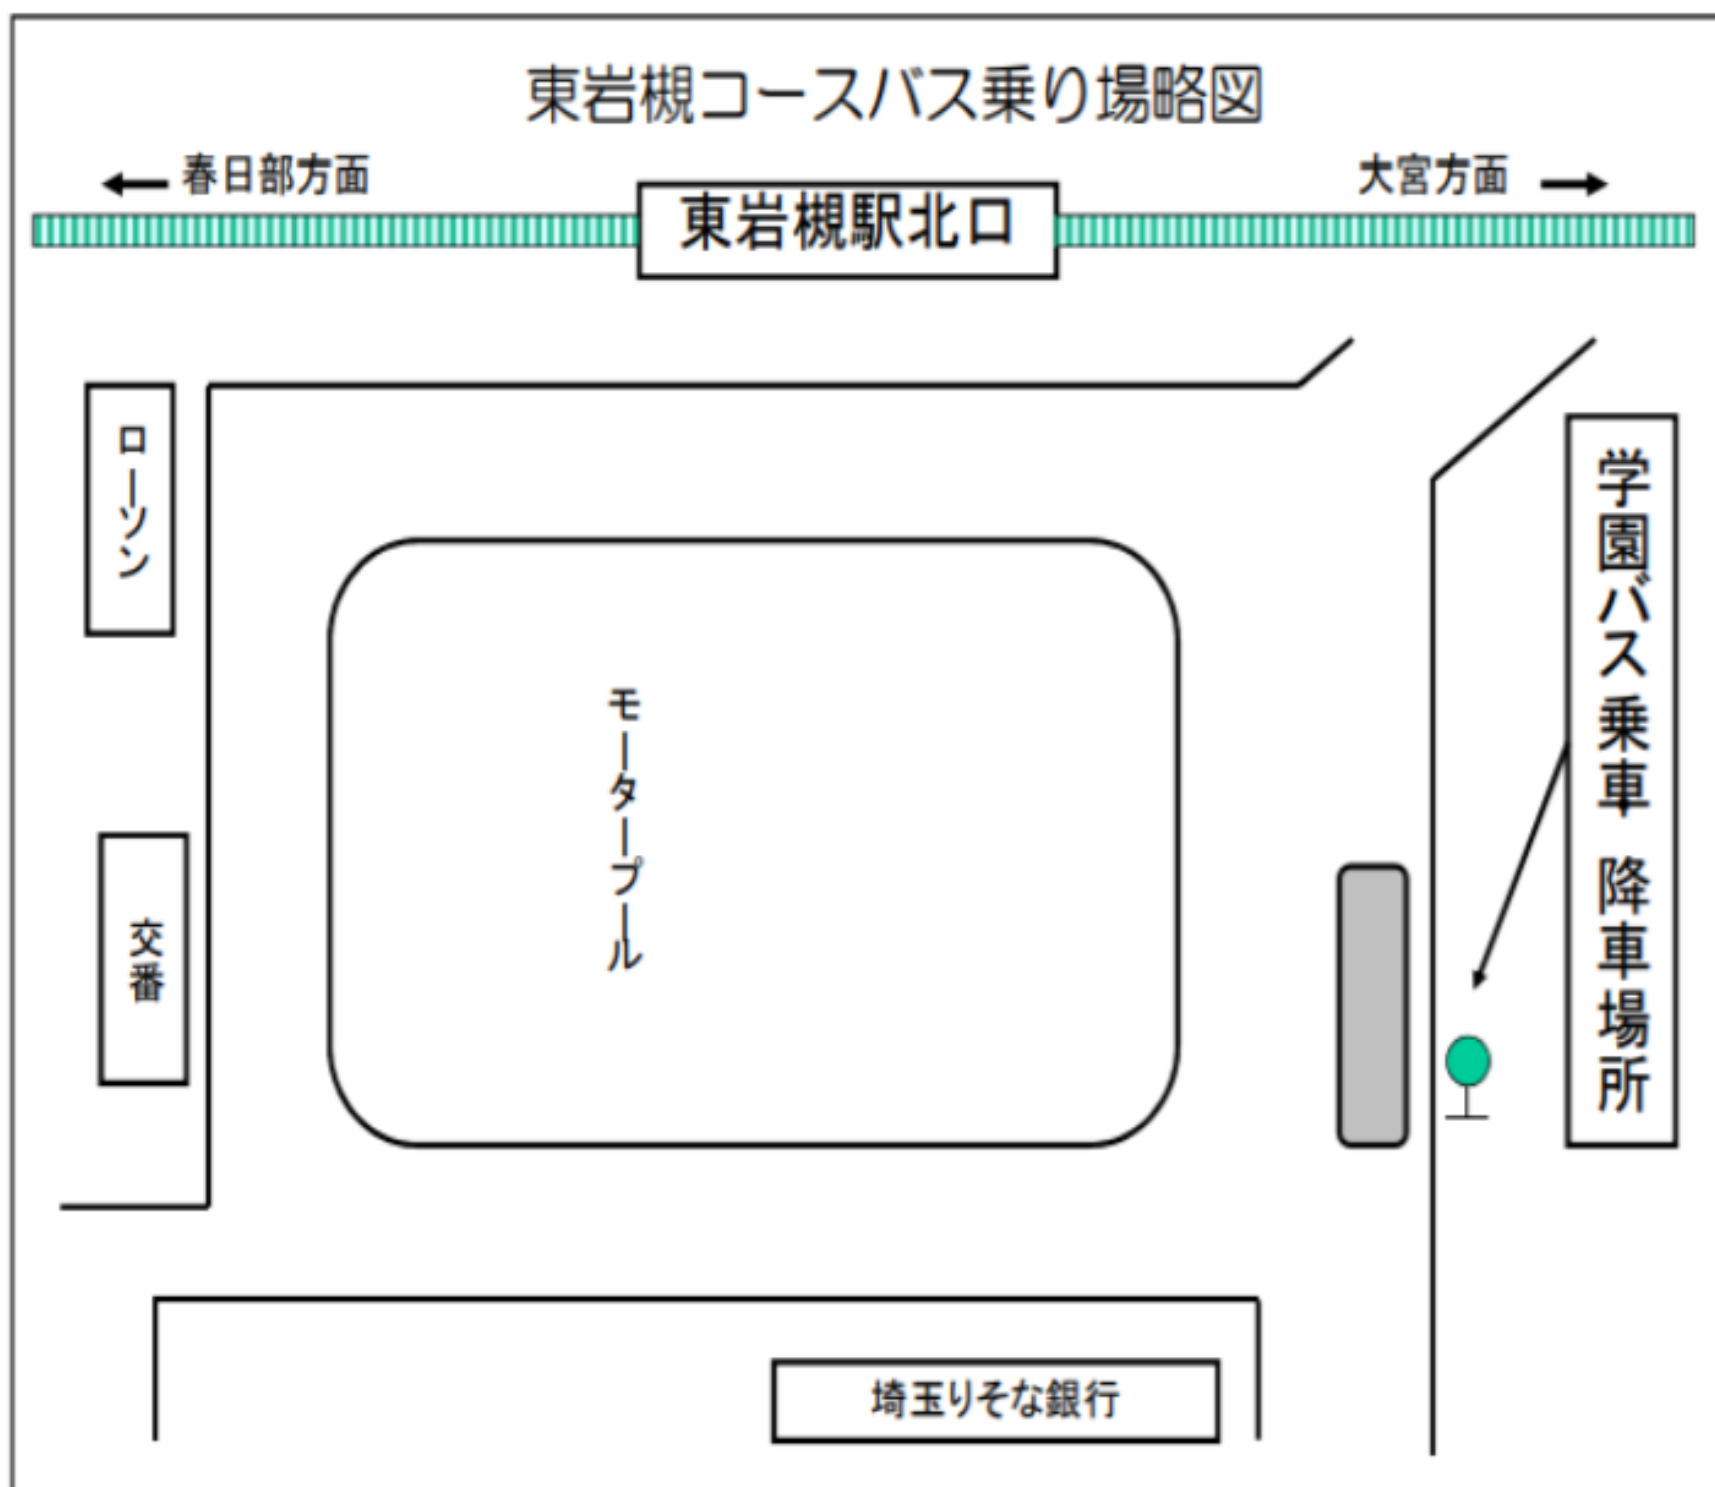 東岩槻コースバス乗り場略図
← 春日部方面
大宮方面 →
東岩槻駅北口
ローソン
学園バス乗車 降車場所
モータープール
交番
埼玉りそな銀行